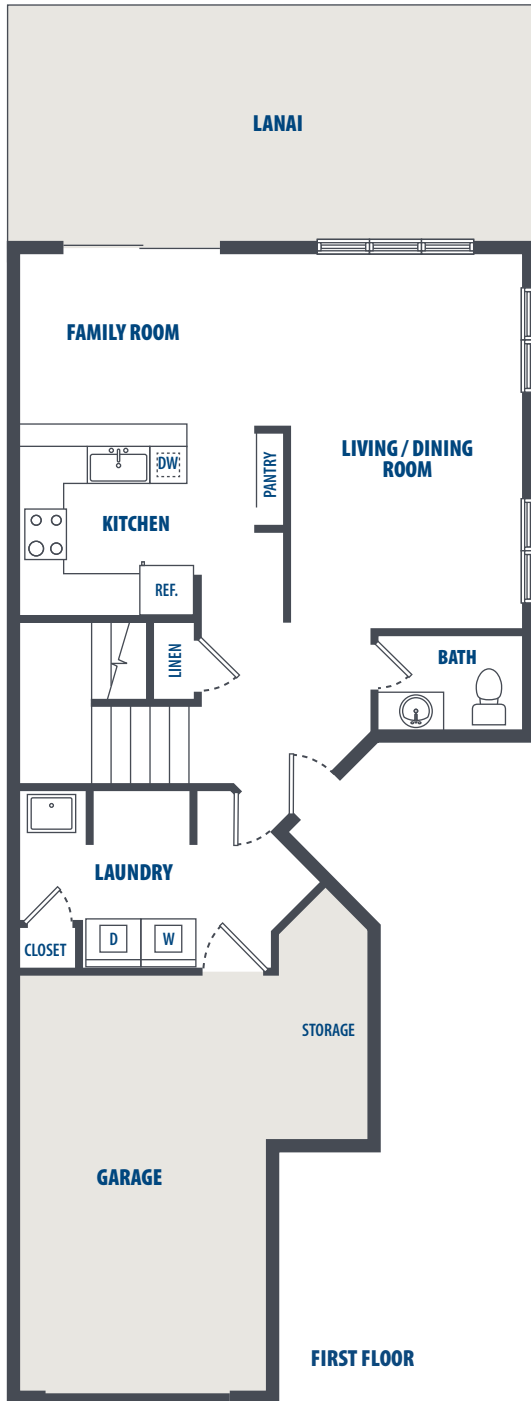 LANAI
FAMILY ROOM
LIVING / DINING
ROOM
DW
PANTRY
KITCHEN
REF.
LINEN
BATH
LAUNDRY
D
W
CLOSET
STORAGE
GARAGE
FIRST FLOOR